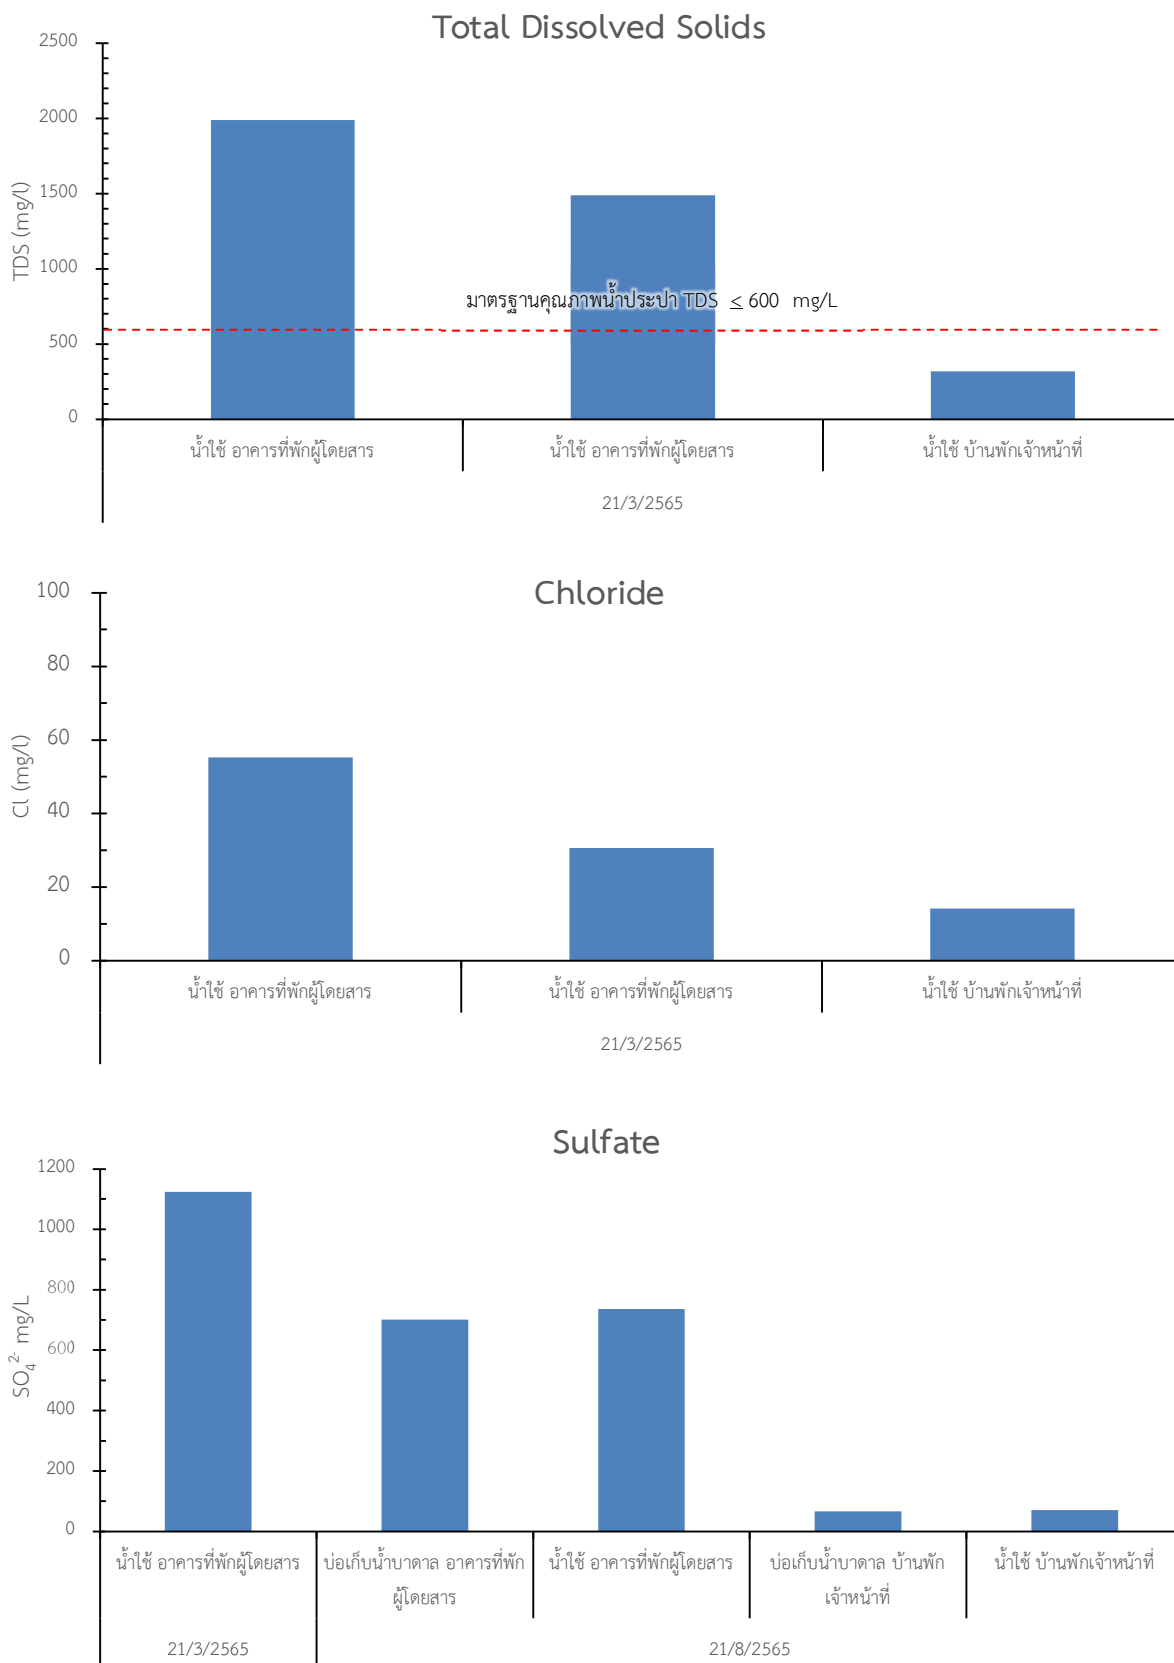 Total Dissolved Solids
2500
2000
1500
1000
500
0
TDS (mg/l)
มาตรฐานคุณภาพน้ำประปา TDS ≤ 600 mg/L
น้ำใช้ อาคารที่พักผู้โดยสาร
น้ำใช้ อาคารที่พักผู้โดยสาร
น้ำใช้ บ้านพักเจ้าหน้าที่
21/3/2565
Chloride
100
80
60
40
20
0
Cl (mg/l)
น้ำใช้ อาคารที่พักผู้โดยสาร
น้ำใช้ อาคารที่พักผู้โดยสาร
น้ำใช้ บ้านพักเจ้าหน้าที่
21/3/2565
Sulfate
1200
1000
800
600
400
200
0
SO₄²⁻ mg/L
น้ำใช้ อาคารที่พักผู้โดยสาร
บ่อเก็บน้ำบาดาล อาคารที่พัก
ผู้โดยสาร
น้ำใช้ อาคารที่พักผู้โดยสาร
บ่อเก็บน้ำบาดาล บ้านพัก
เจ้าหน้าที่
น้ำใช้ บ้านพักเจ้าหน้าที่
21/3/2565
21/8/2565